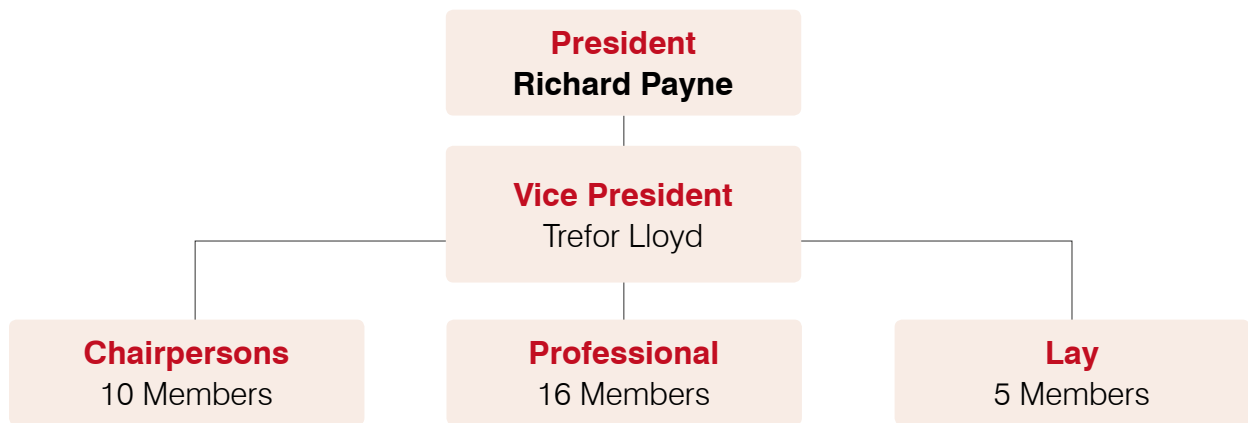 President
Richard Payne
Vice President
Trefor Lloyd
Chairpersons
10 Members
Professional
16 Members
Lay
5 Members